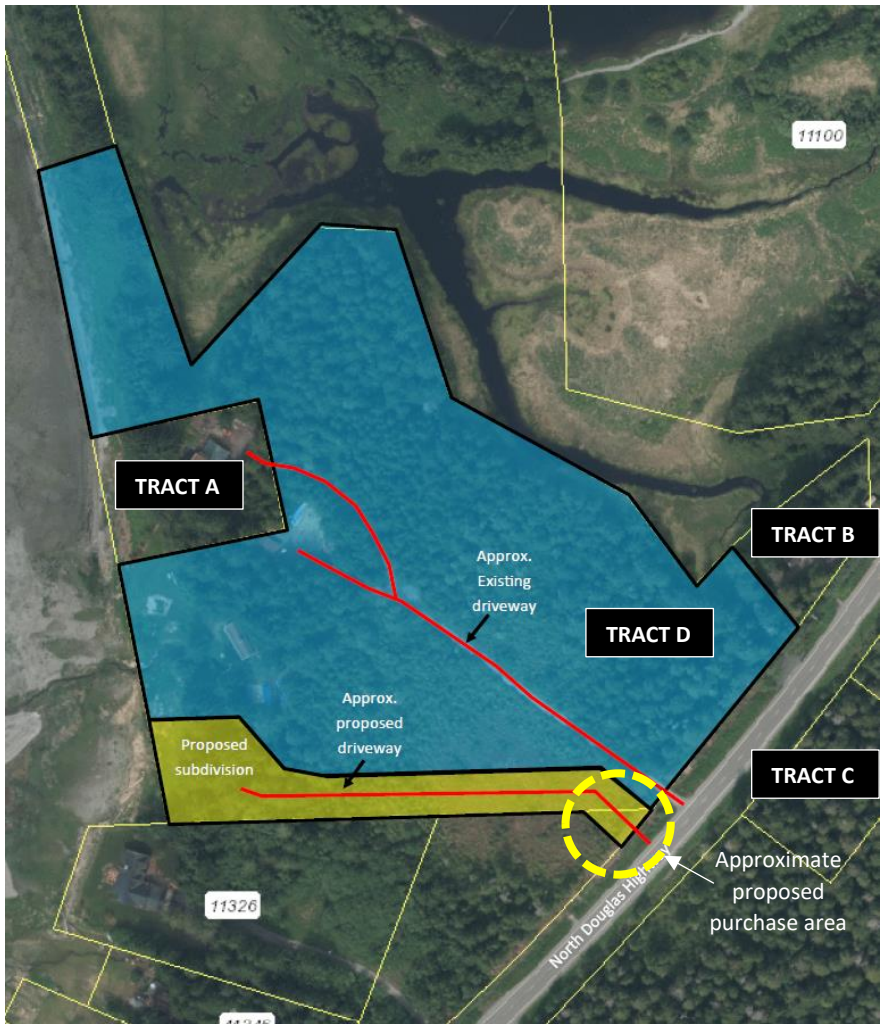 11100
TRACT A
TRACT B
Approx.
Existing
driveway
TRACT D
Approx.
proposed
driveway
Proposed
subdivision
TRACT C
Approximate
proposed
purchase area
North Douglas Highway
11326